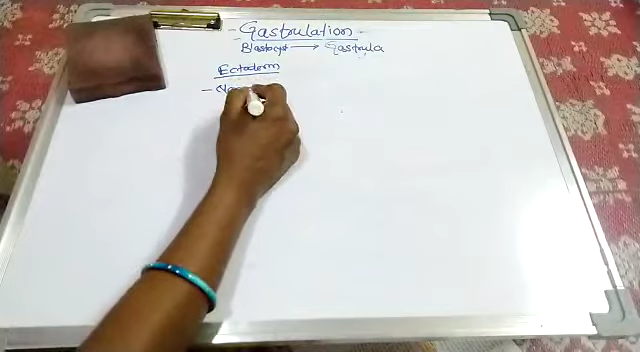 Gastrulation
Blastocyst → Gastrula
Ectoderm